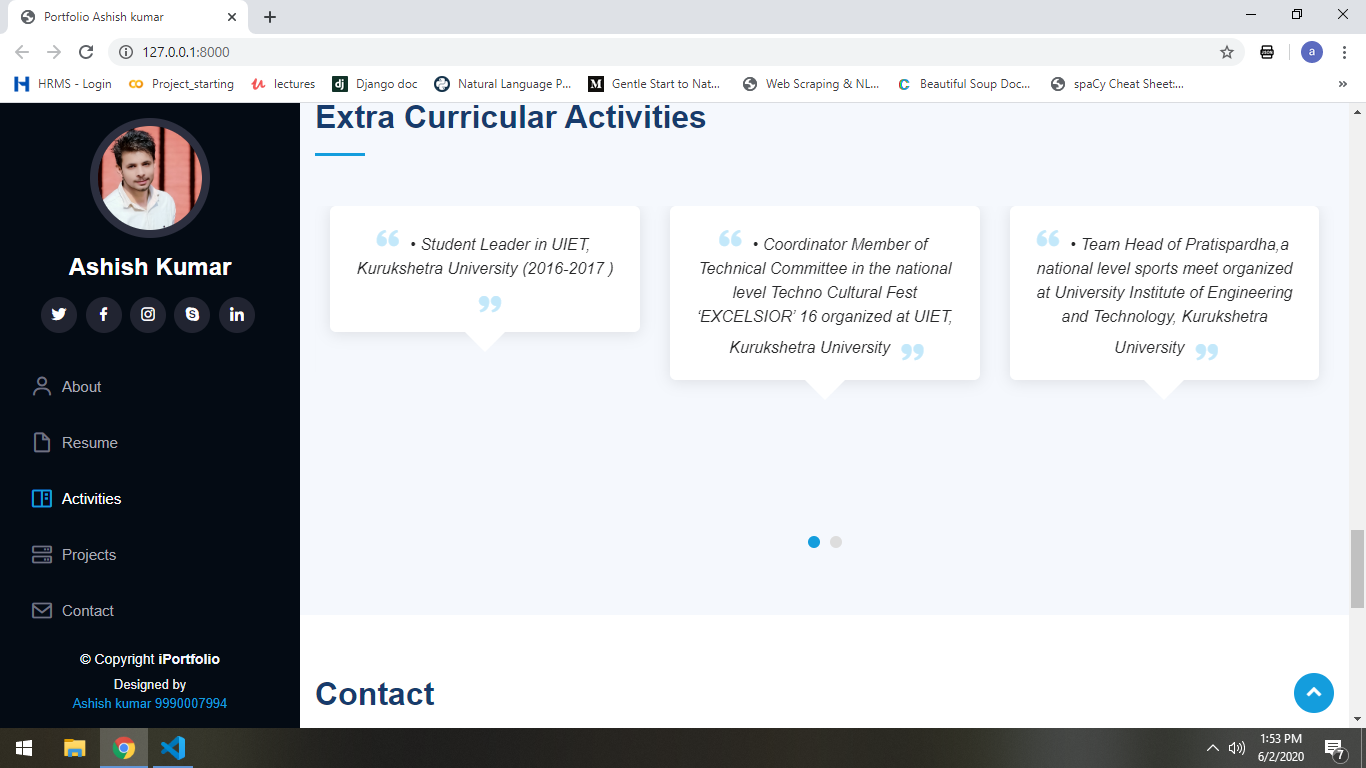 Portfolio Ashish kumar
127.0.0.1:8000
a
HRMS - Login
Project_starting
lectures
dj
Django doc
Natural Language P...
M
Gentle Start to Nat...
Web Scraping & NL...
C
Beautiful Soup Doc...
spaCy Cheat Sheet:...
»
Ashish Kumar
About
Resume
Activities
Projects
Contact
© Copyright iPortfolio
Designed by
Ashish kumar 9990007994
Extra Curricular Activities
“ • Student Leader in UIET,
Kurukshetra University (2016-2017 )
”
“ • Coordinator Member of
Technical Committee in the national
level Techno Cultural Fest
‘EXCELSIOR’ 16 organized at UIET,
Kurukshetra University ”
“ • Team Head of Pratispardha,a
national level sports meet organized
at University Institute of Engineering
and Technology, Kurukshetra
University ”
Contact
1:53 PM
6/2/2020
7